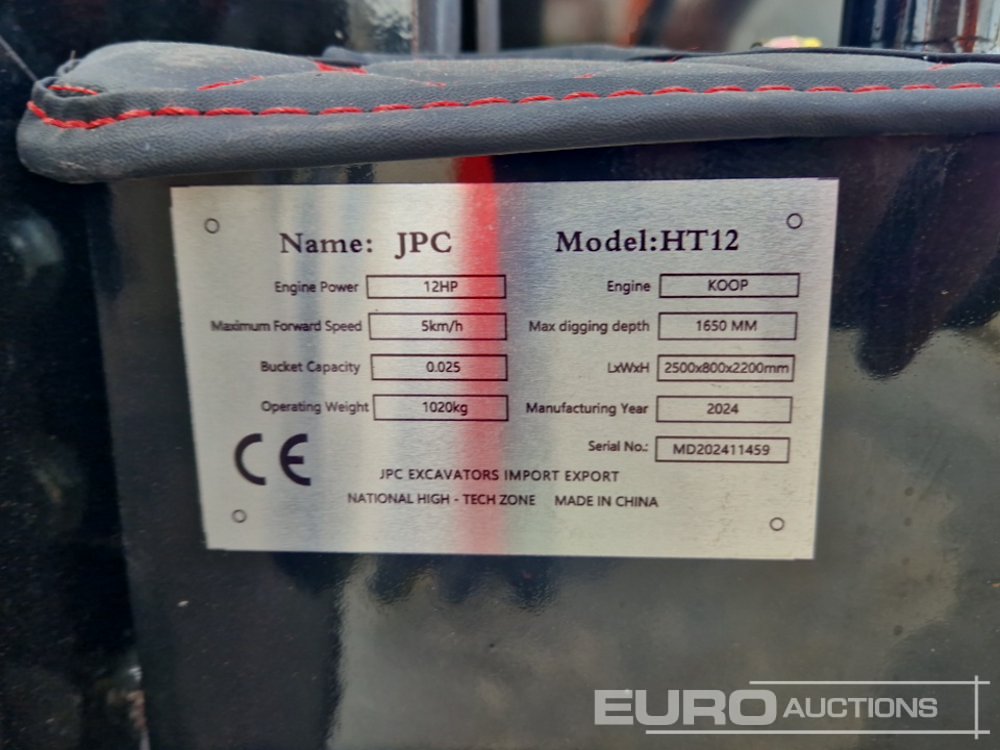 Name: JPC Model:HT12
Engine Power 12HP Engine KOOP
Maximum Forward Speed 5km/h Max digging depth 1650 MM
Bucket Capacity 0.025 LxWxH 2500x800x2200mm
Operating Weight 1020kg Manufacturing Year 2024
Serial No.: MD202411459
CE
JPC EXCAVATORS IMPORT EXPORT
NATIONAL HIGH - TECH ZONE MADE IN CHINA
EURO AUCTIONS